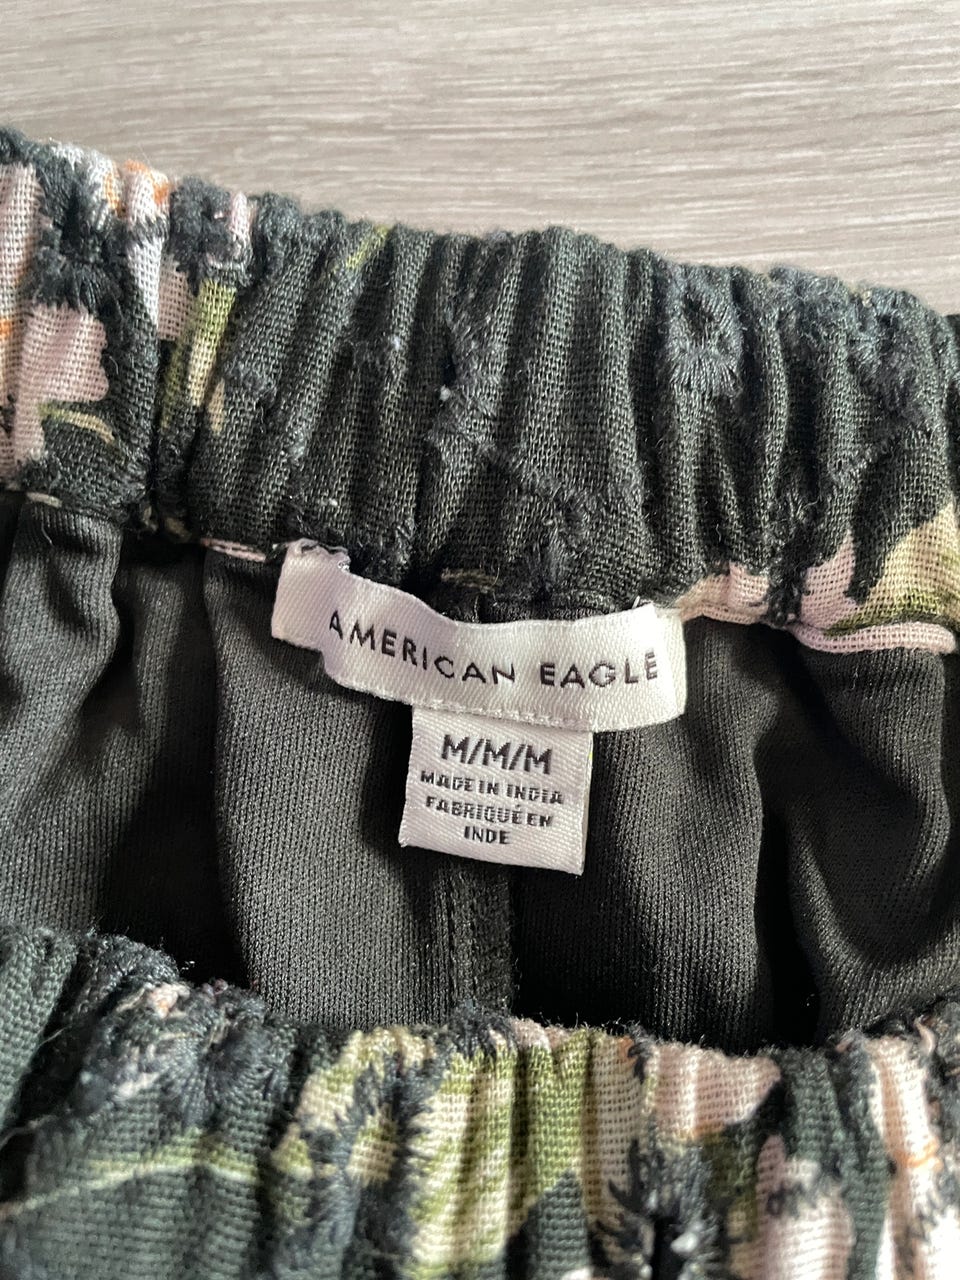 AMERICAN EAGLE
M/M/M
MADE IN INDIA
FABRIQUÉ EN
INDE